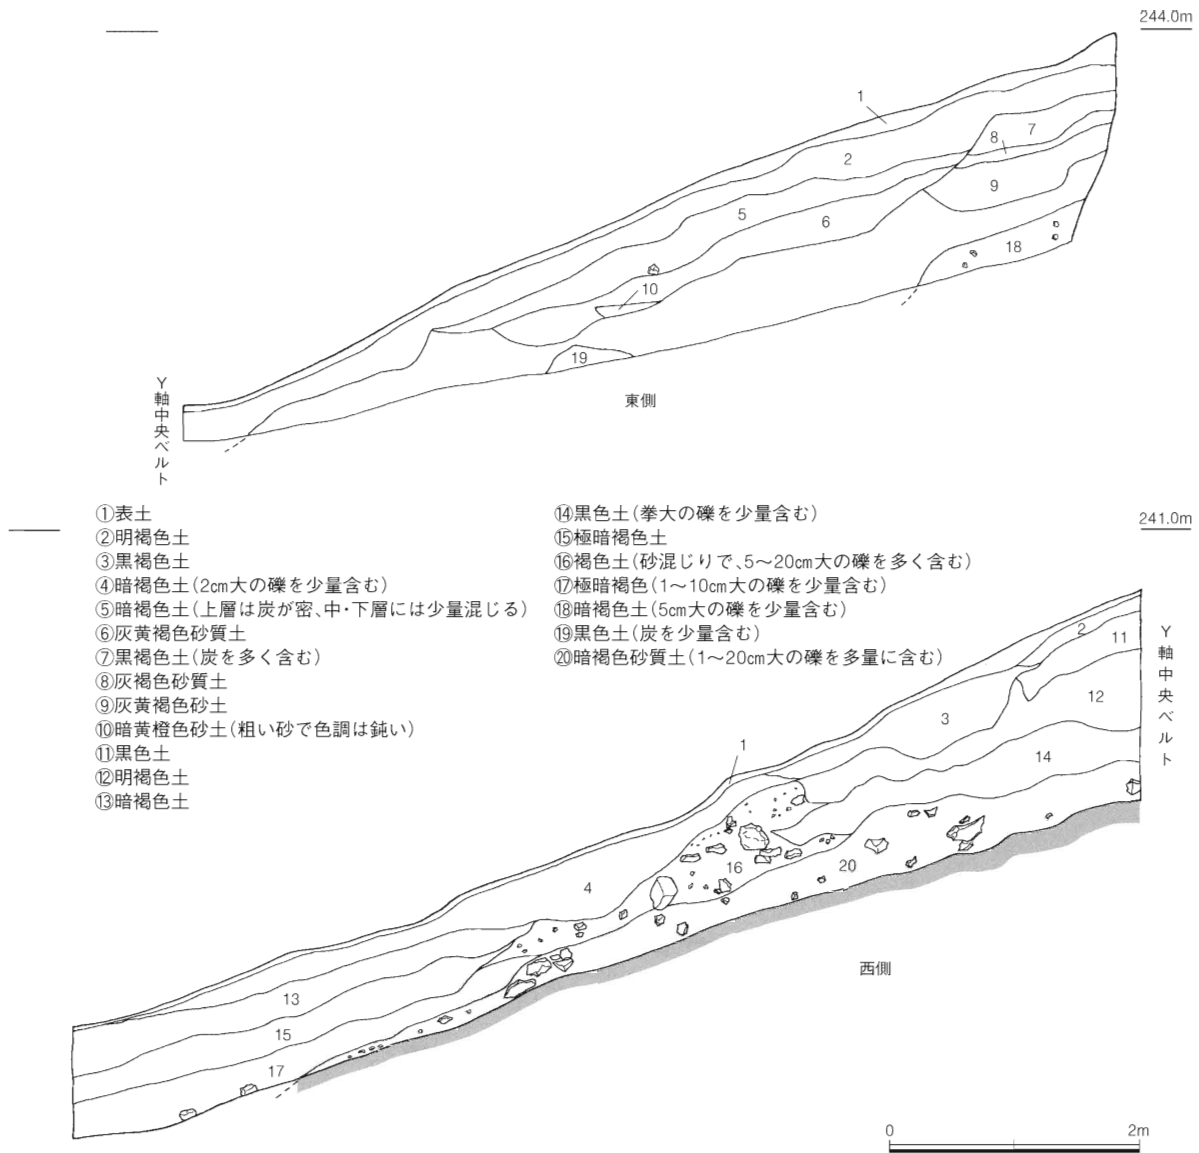 244.0m
1
2
7
8
9
5
6
18
10
19
東側
Y軸中央ベルト
241.0m
①表土
②明褐色土
③黒褐色土
④暗褐色土(2cm大の礫を少量含む)
⑤暗褐色土(上層は炭が密、中・下層には少量混じる)
⑥灰黄褐色砂質土
⑦黒褐色土(炭を多く含む)
⑧灰褐色砂質土
⑨灰黄褐色砂土
⑩暗黄橙色砂土(粗い砂で色調は鈍い)
⑪黒色土
⑫明褐色土
⑬暗褐色土
⑭黒色土(拳大の礫を少量含む)
⑮極暗褐色土
⑯褐色土(砂混じりで、5〜20cm大の礫を多く含む)
⑰極暗褐色(1〜10cm大の礫を少量含む)
⑱暗褐色土(5cm大の礫を少量含む)
⑲黒色土(炭を少量含む)
⑳暗褐色砂質土(1〜20cm大の礫を多量に含む)
2
11
Y軸中央ベルト
12
3
1
14
16
20
4
西側
13
15
17
0
2m